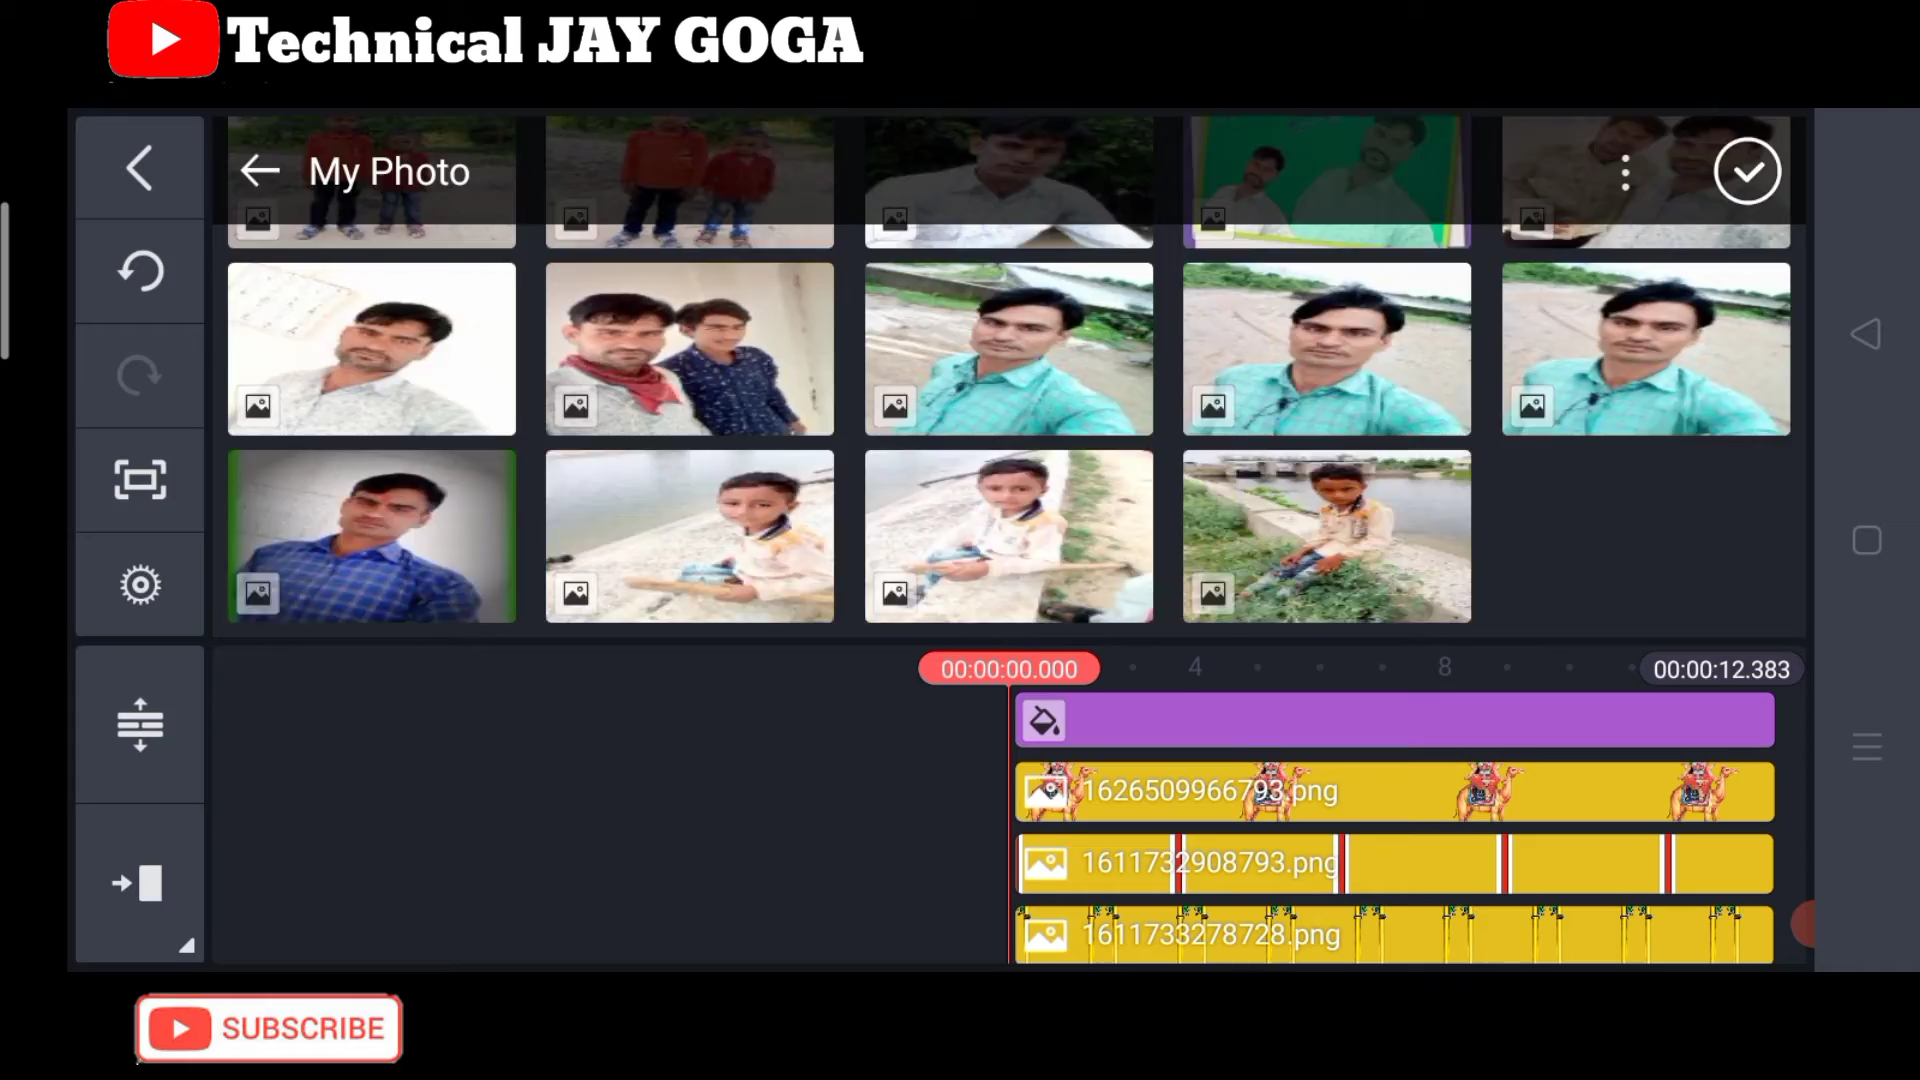 Technical JAY GOGA
My Photo
00:00:00.000
4
8
00:00:12.383
1626509966793.png
1611732908793.png
1611733278728.png
SUBSCRIBE